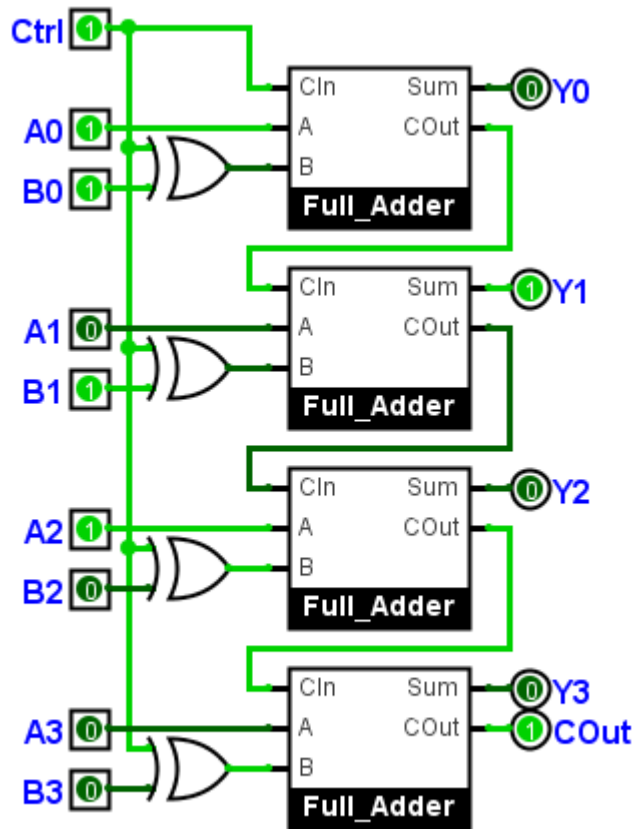 Ctrl 1
CIn Sum 0 Y0
A0 1 A COut
B0 1 B
Full_Adder
CIn Sum 1 Y1
A1 0 A COut
B1 1 B
Full_Adder
CIn Sum 0 Y2
A2 1 A COut
B2 0 B
Full_Adder
CIn Sum 0 Y3
A3 0 A COut 1 COut
B3 0 B
Full_Adder